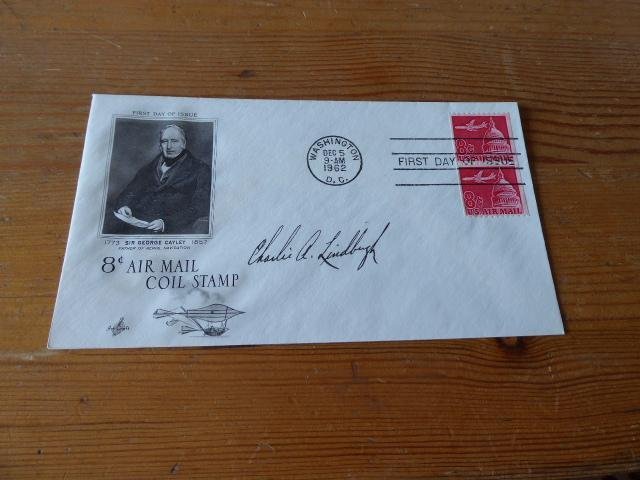 FIRST DAY OF ISSUE
1773 SIR GEORGE CAYLEY 1857
FATHER OF AERIAL NAVIGATION
8¢ AIR MAIL
COIL STAMP
WASHINGTON
DEC 5
9-AM
1962
D.C.
FIRST DAY OF ISSUE
8¢
U.S. AIR MAIL
8¢
U.S. AIR MAIL
Charlie A. Lindbergh